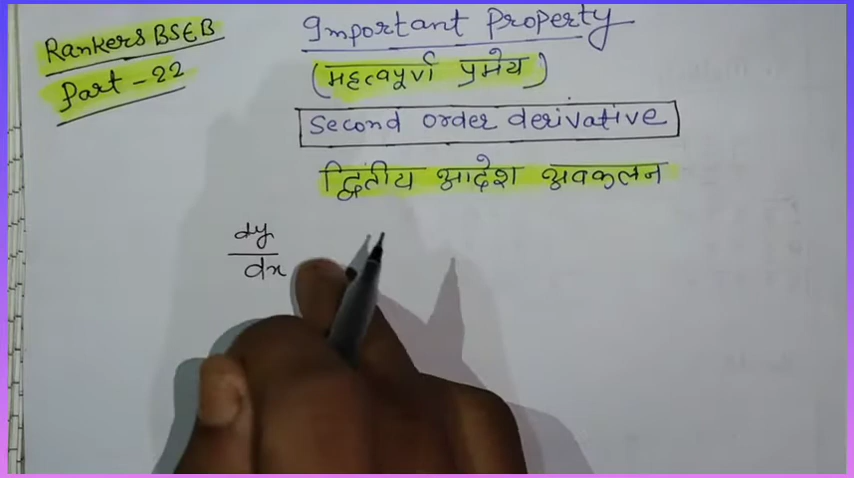 Rankers BSEB
Part-22
Important Property
(महत्वपूर्ण प्रमेय)
Second order derivative
द्वितीय आदेश अवकलन
dy
dx